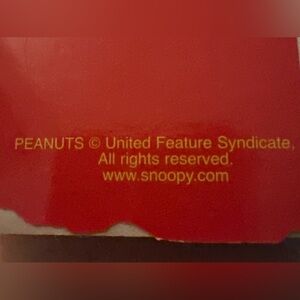 PEANUTS © United Feature Syndicate,
All rights reserved.
www.snoopy.com